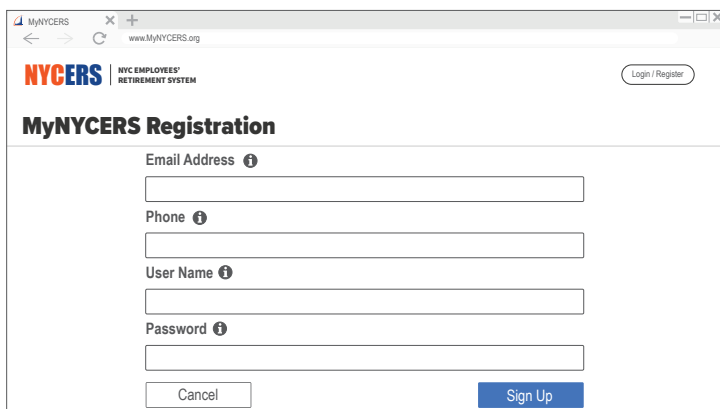 MyNYCERS
www.MyNYCERS.org
NYCERS
NYC EMPLOYEES'
RETIREMENT SYSTEM
Login / Register
MyNYCERS Registration
Email Address
Phone
User Name
Password
Cancel
Sign Up